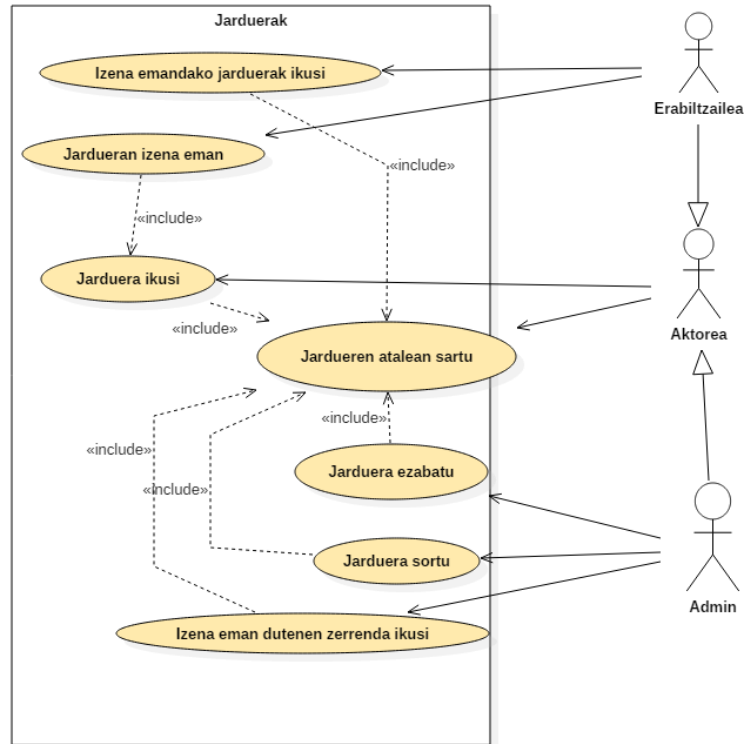 Jarduerak
Izena emandako jarduerak ikusi
Erabiltzailea
Jardueran izena eman
«include»
«include»
Jarduera ikusi
«include»
Aktorea
Jardueren atalean sartu
«include»
«include»
Jarduera ezabatu
«include»
Jarduera sortu
Admin
Izena eman dutenen zerrenda ikusi